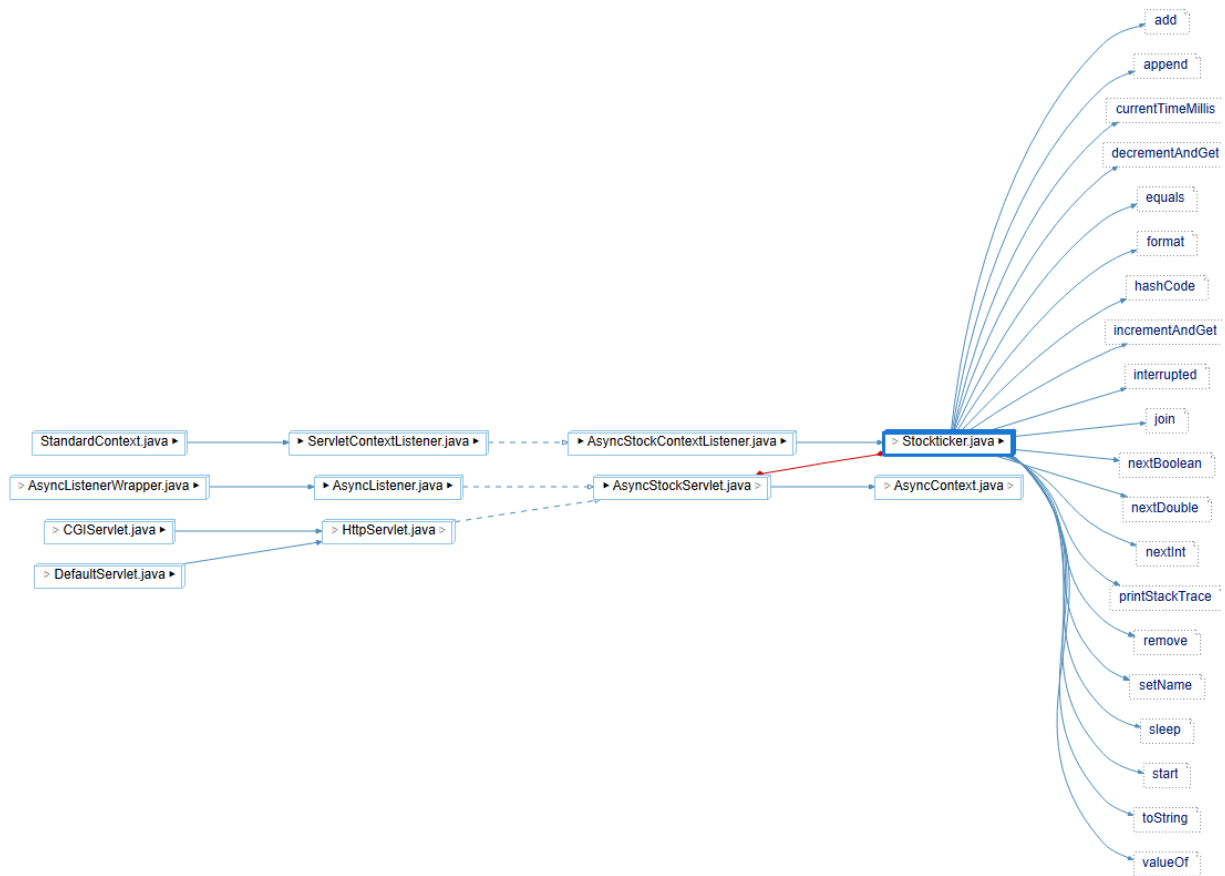 add
append
currentTimeMillis
decrementAndGet
equals
format
hashCode
incrementAndGet
interrupted
join
StandardContext.java
ServletContextListener.java
AsyncStockContextListener.java
Stockticker.java
nextBoolean
AsyncListenerWrapper.java
AsyncListener.java
AsyncStockServlet.java
AsyncContext.java
nextDouble
CGIServlet.java
HttpServlet.java
nextInt
DefaultServlet.java
printStackTrace
remove
setName
sleep
start
toString
valueOf